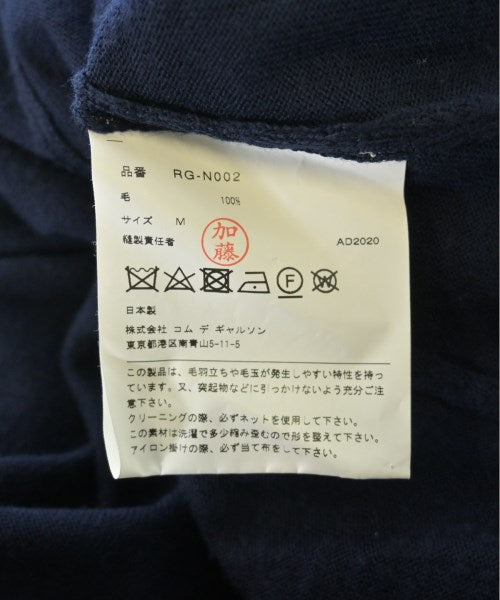 品番 RG-N002
毛 100%
サイズ M
縫製責任者 加藤 AD2020
F W
日本製
株式会社 コム デ ギャルソン
東京都港区南青山5-11-5
この製品は、毛羽立ちや毛玉が発生しやすい特性を持っ
ています。又、突起物などに引っかけないよう充分ご注
意下さい。
クリーニングの際、必ずネットを使用して下さい。
この素材は洗濯で多少縮み歪むので形を整えて下さい。
アイロン掛けの際、必ず当て布をして下さい。